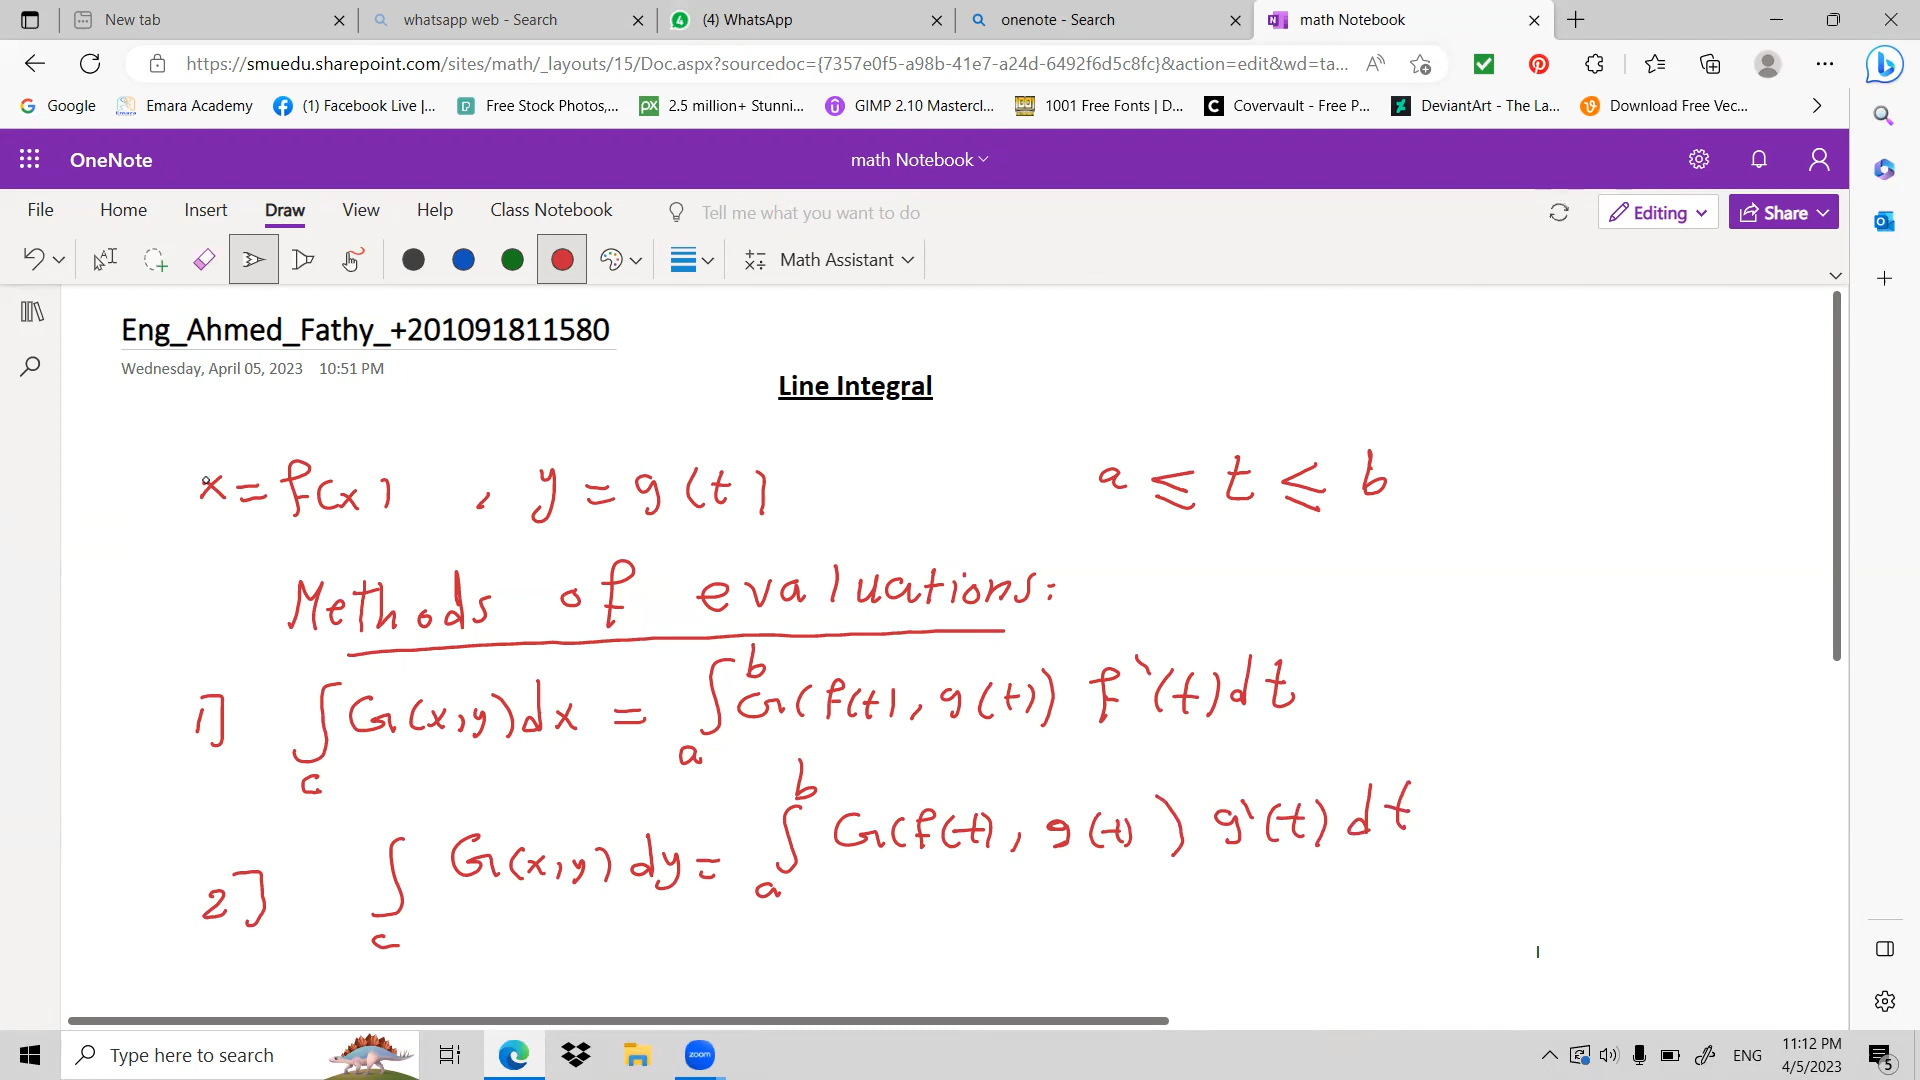 New tab
whatsapp web - Search
(4) WhatsApp
onenote - Search
math Notebook
https://smuedu.sharepoint.com/sites/math/_layouts/15/Doc.aspx?sourcedoc={7357e0f5-a98b-41e7-a24d-6492f6d5c8fc}&action=edit&wd=ta...
Google
Emara Academy
(1) Facebook Live |...
Free Stock Photos,...
2.5 million+ Stunni...
GIMP 2.10 Mastercl...
1001 Free Fonts | D...
Covervault - Free P...
DeviantArt - The La...
Download Free Vec...
OneNote
math Notebook
File
Home
Insert
Draw
View
Help
Class Notebook
Tell me what you want to do
Editing
Share
Math Assistant
Eng_Ahmed_Fathy_+201091811580
Wednesday, April 05, 2023 10:51 PM
Line Integral
x = f(x) , y = g(t) a ≤ t ≤ b
Methods of evaluations:
1] ∫c G(x,y)dx = ∫a^b G(f(t), g(t)) f'(t)dt
2] ∫c G(x,y) dy = ∫a^b G(f(t), g(t)) g'(t) dt
Type here to search
zoom
ENG
11:12 PM
4/5/2023
5